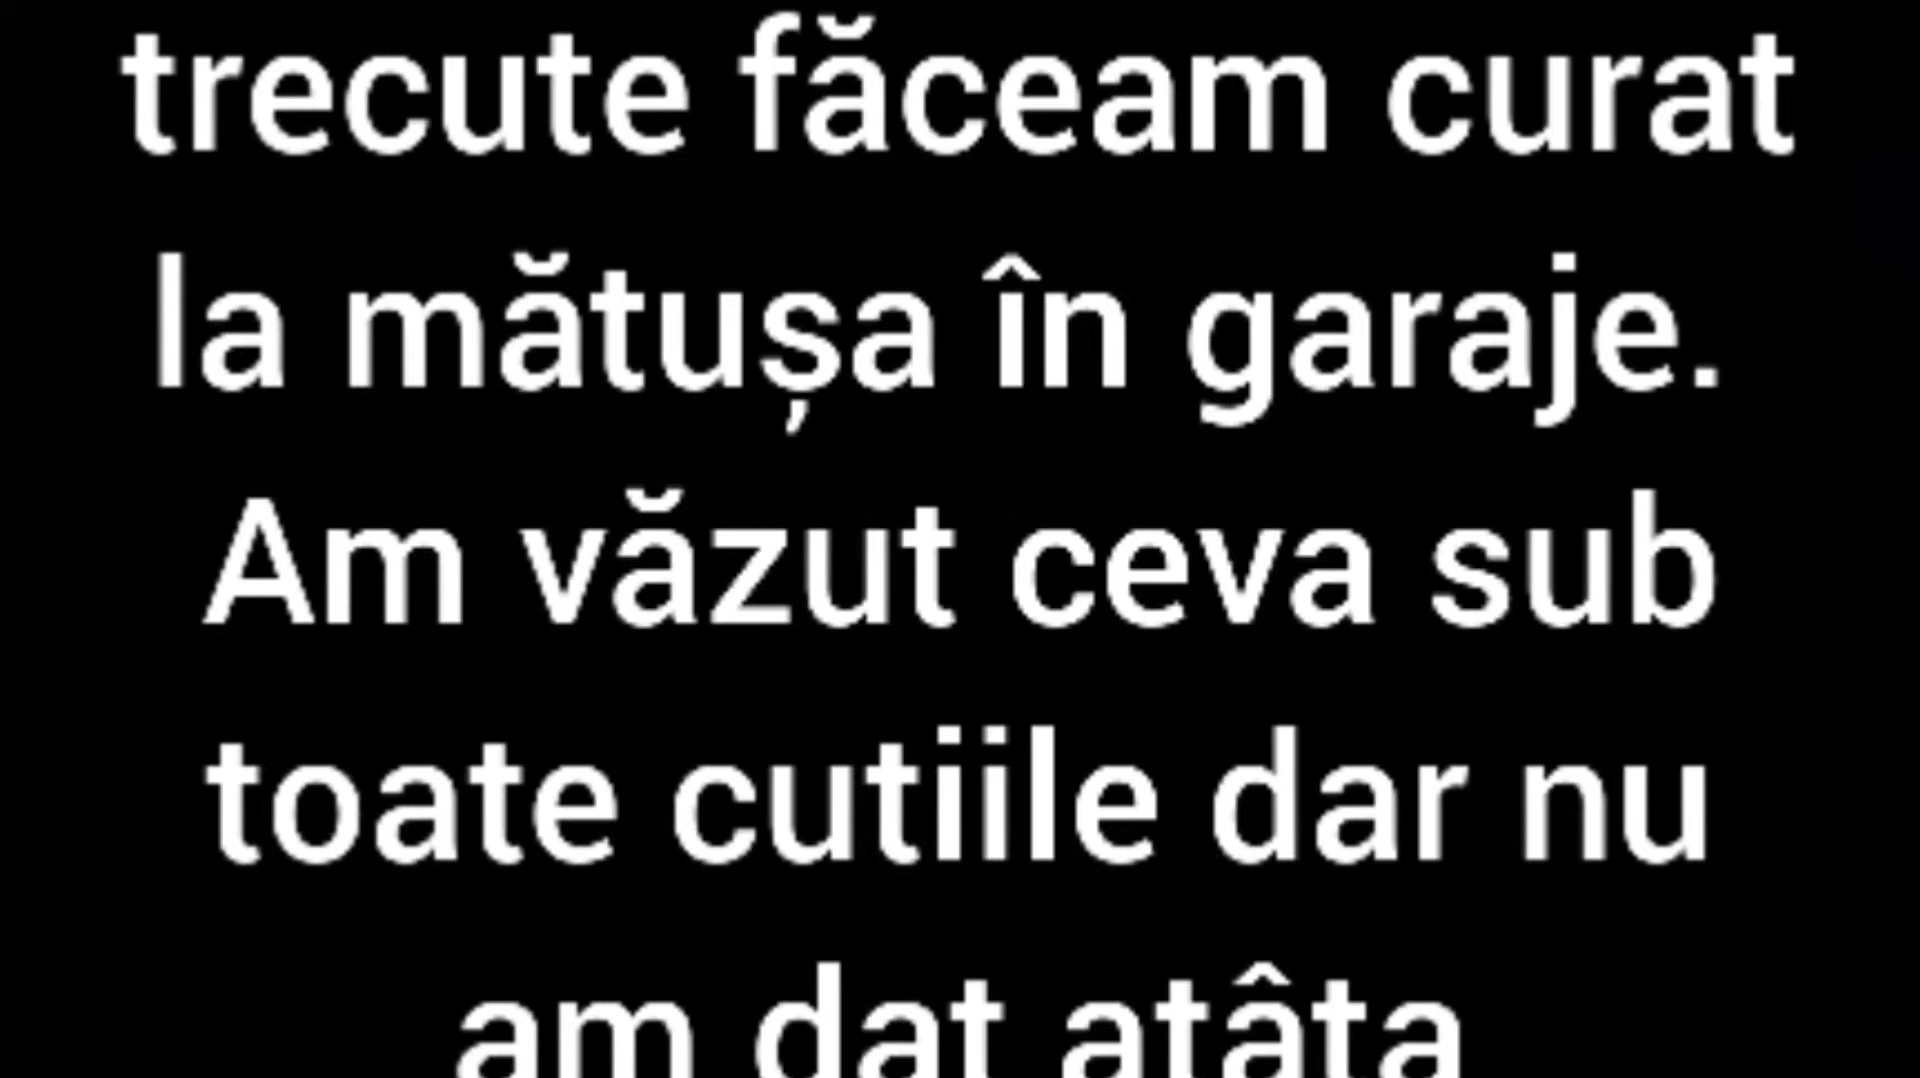 trecute făceam curat
la mătușa în garaje.
Am văzut ceva sub
toate cutiile dar nu
am dat atâta